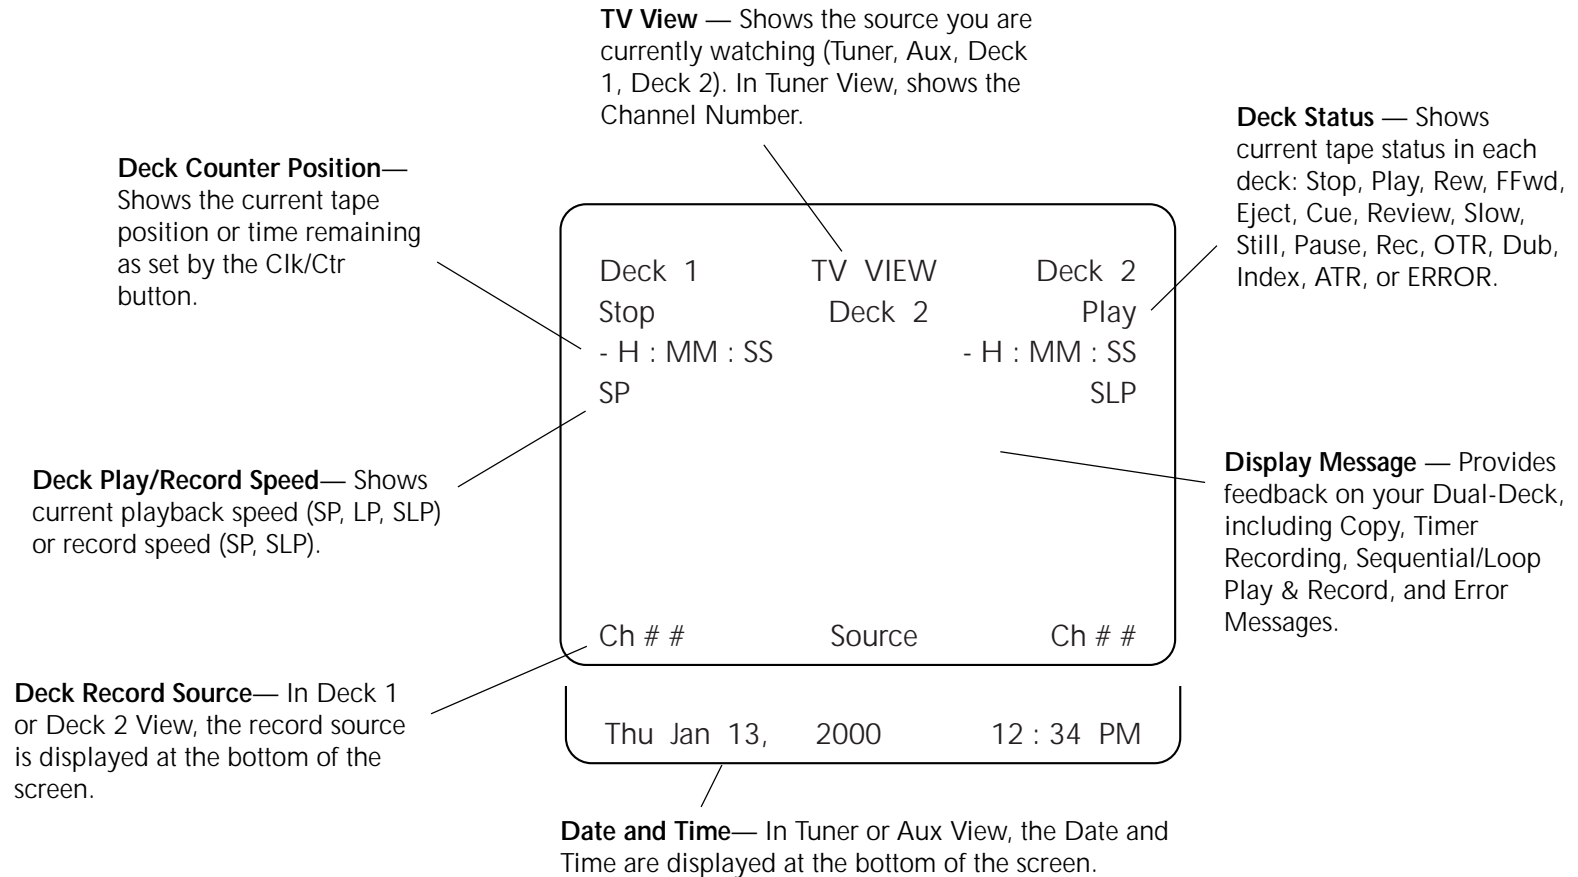 TV View — Shows the source you are
currently watching (Tuner, Aux, Deck
1, Deck 2). In Tuner View, shows the
Channel Number.
Deck Status — Shows
current tape status in each
deck: Stop, Play, Rew, FFwd,
Eject, Cue, Review, Slow,
Still, Pause, Rec, OTR, Dub,
Index, ATR, or ERROR.
Deck Counter Position—
Shows the current tape
position or time remaining
as set by the Clk/Ctr
button.
Deck 1 TV VIEW Deck 2
Stop Deck 2 Play
- H : MM : SS - H : MM : SS
SP SLP
Deck Play/Record Speed— Shows
current playback speed (SP, LP, SLP)
or record speed (SP, SLP).
Display Message — Provides
feedback on your Dual-Deck,
including Copy, Timer
Recording, Sequential/Loop
Play & Record, and Error
Messages.
Ch # # Source Ch # #
Deck Record Source— In Deck 1
or Deck 2 View, the record source
is displayed at the bottom of the
screen.
Thu Jan 13, 2000 12 : 34 PM
Date and Time— In Tuner or Aux View, the Date and
Time are displayed at the bottom of the screen.